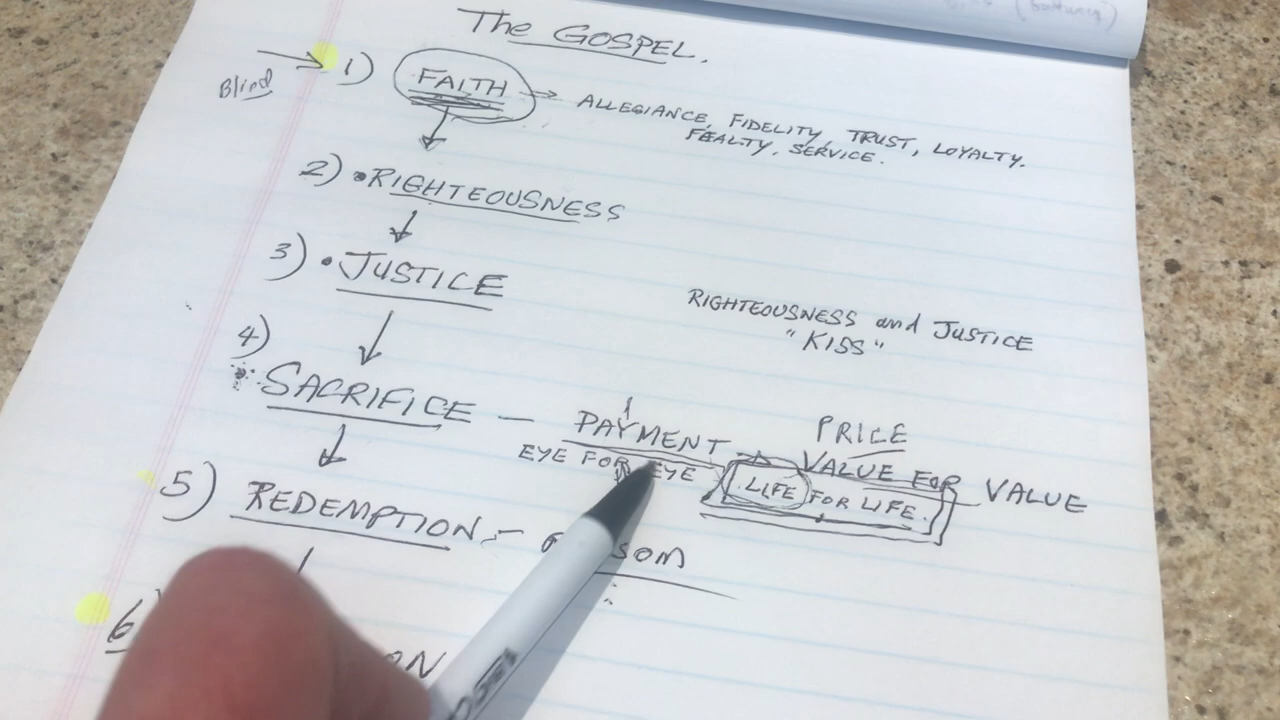 The GOSPEL.
Blind → 1) FAITH → ALLEGIANCE, FIDELITY, TRUST, LOYALTY.
FEALTY, SERVICE.
2) • RIGHTEOUSNESS
3) • JUSTICE
RIGHTEOUSNESS and JUSTICE
"KISS"
4)
SACRIFICE — PAYMENT
PRICE
VALUE FOR VALUE
EYE FOR EYE
LIFE FOR LIFE.
5) REDEMPTION –
6)